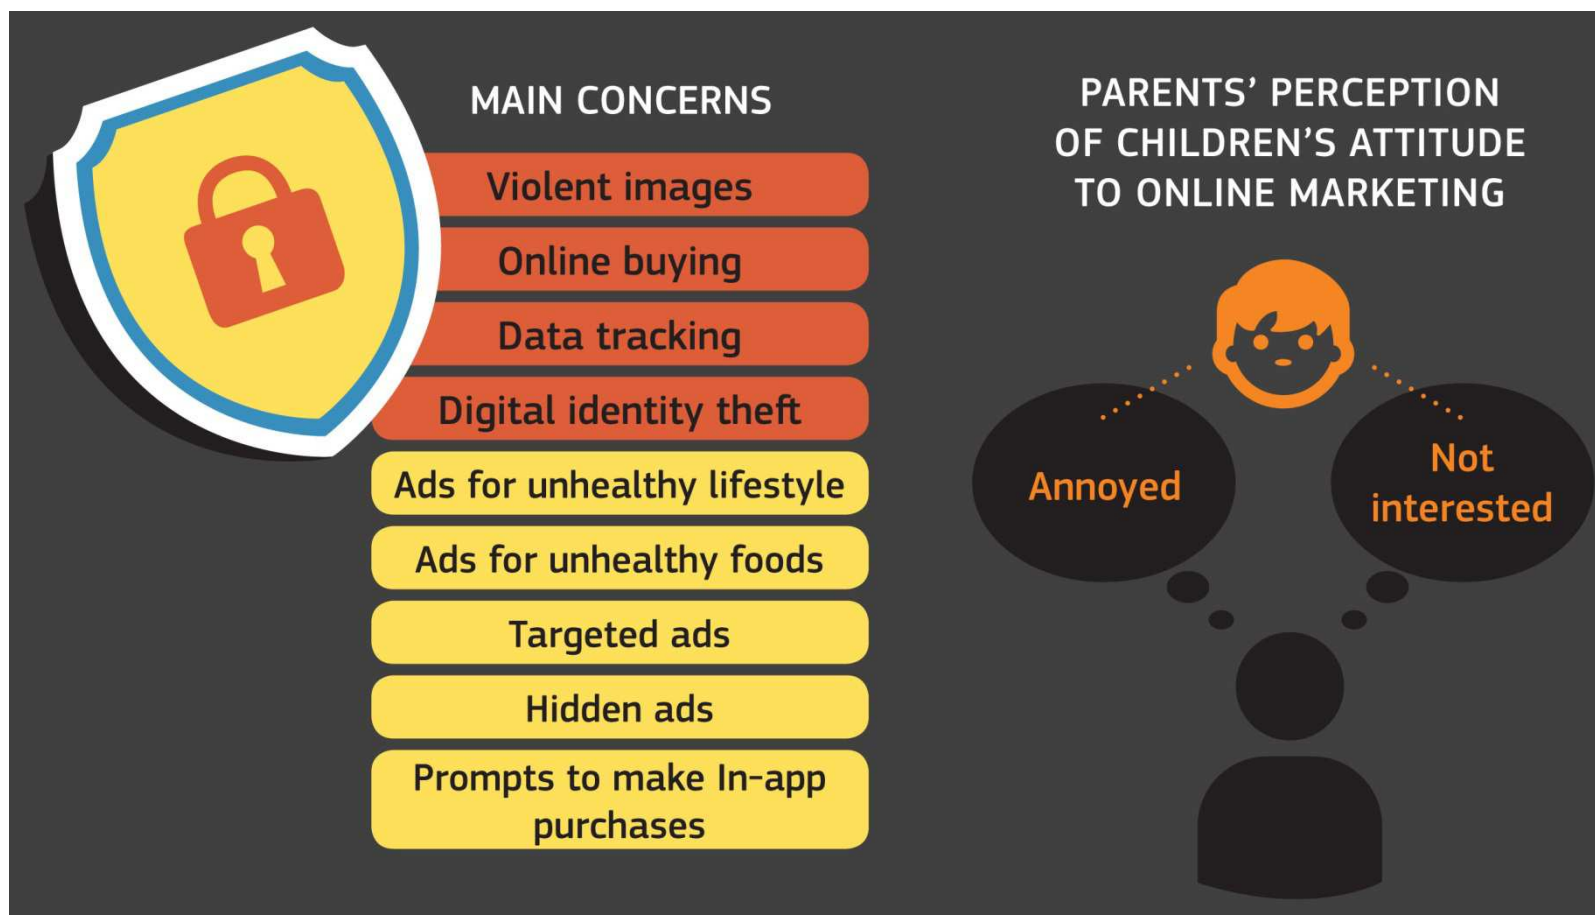 MAIN CONCERNS
Violent images
Online buying
Data tracking
Digital identity theft
Ads for unhealthy lifestyle
Ads for unhealthy foods
Targeted ads
Hidden ads
Prompts to make In-app
purchases
PARENTS’ PERCEPTION
OF CHILDREN’S ATTITUDE
TO ONLINE MARKETING
Annoyed
Not
interested